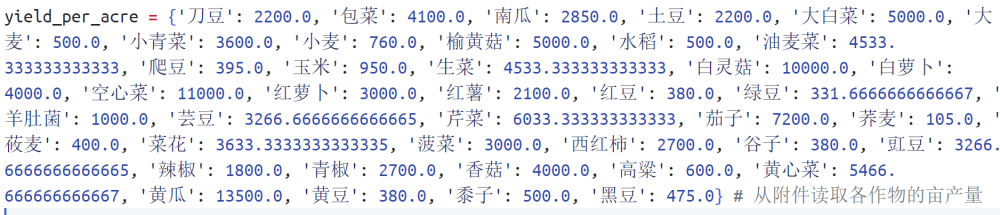 yield_per_acre = {'刀豆': 2200.0, '包菜': 4100.0, '南瓜': 2850.0, '土豆': 2200.0, '大白菜': 5000.0, '大
麦': 500.0, '小青菜': 3600.0, '小麦': 760.0, '榆黄菇': 5000.0, '水稻': 500.0, '油麦菜': 4533.
333333333333, '爬豆': 395.0, '玉米': 950.0, '生菜': 4533.333333333333, '白灵菇': 10000.0, '白萝卜':
4000.0, '空心菜': 11000.0, '红萝卜': 3000.0, '红薯': 2100.0, '红豆': 380.0, '绿豆': 331.6666666666667, '
羊肚菌': 1000.0, '芸豆': 3266.6666666666665, '芹菜': 6033.333333333333, '茄子': 7200.0, '荞麦': 105.0, '
莜麦': 400.0, '菜花': 3633.3333333333335, '菠菜': 3000.0, '西红柿': 2700.0, '谷子': 380.0, '豇豆': 3266.
6666666666665, '辣椒': 1800.0, '青椒': 2700.0, '香菇': 4000.0, '高粱': 600.0, '黄心菜': 5466.
666666666667, '黄瓜': 13500.0, '黄豆': 380.0, '黍子': 500.0, '黑豆': 475.0} # 从附件读取各作物的亩产量